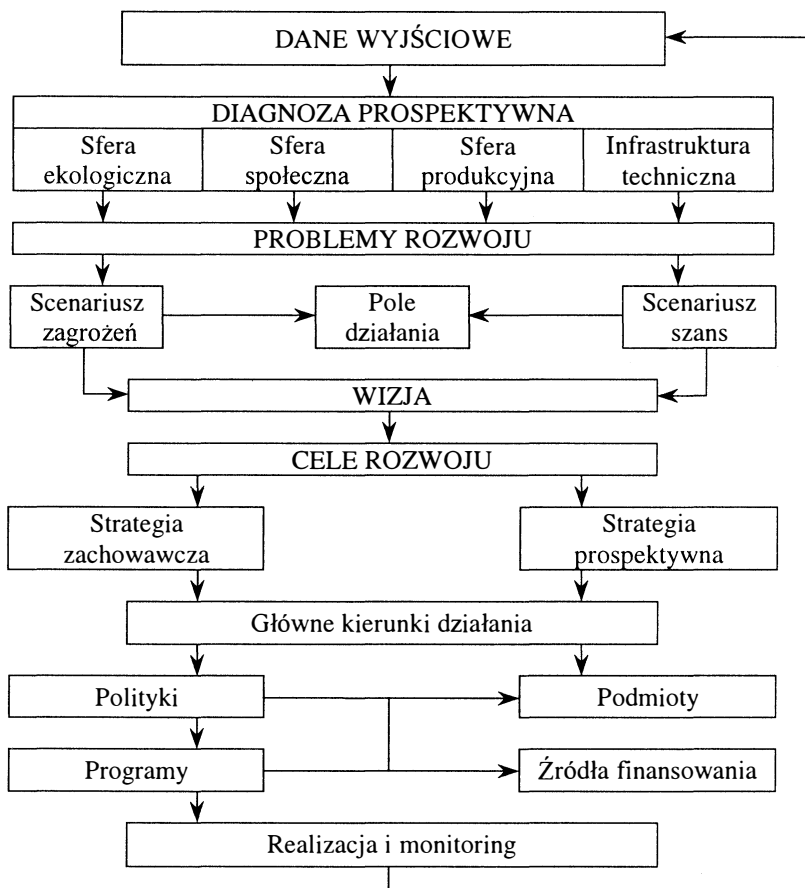 DANE WYJŚCIOWE
DIAGNOZA PROSPEKTYWNA
Sfera
ekologiczna
Sfera
społeczna
Sfera
produkcyjna
Infrastruktura
techniczna
PROBLEMY ROZWOJU
Scenariusz
zagrożeń
Pole
działania
Scenariusz
szans
WIZJA
CELE ROZWOJU
Strategia
zachowawcza
Strategia
prospektywna
Główne kierunki działania
Polityki
Podmioty
Programy
Źródła finansowania
Realizacja i monitoring